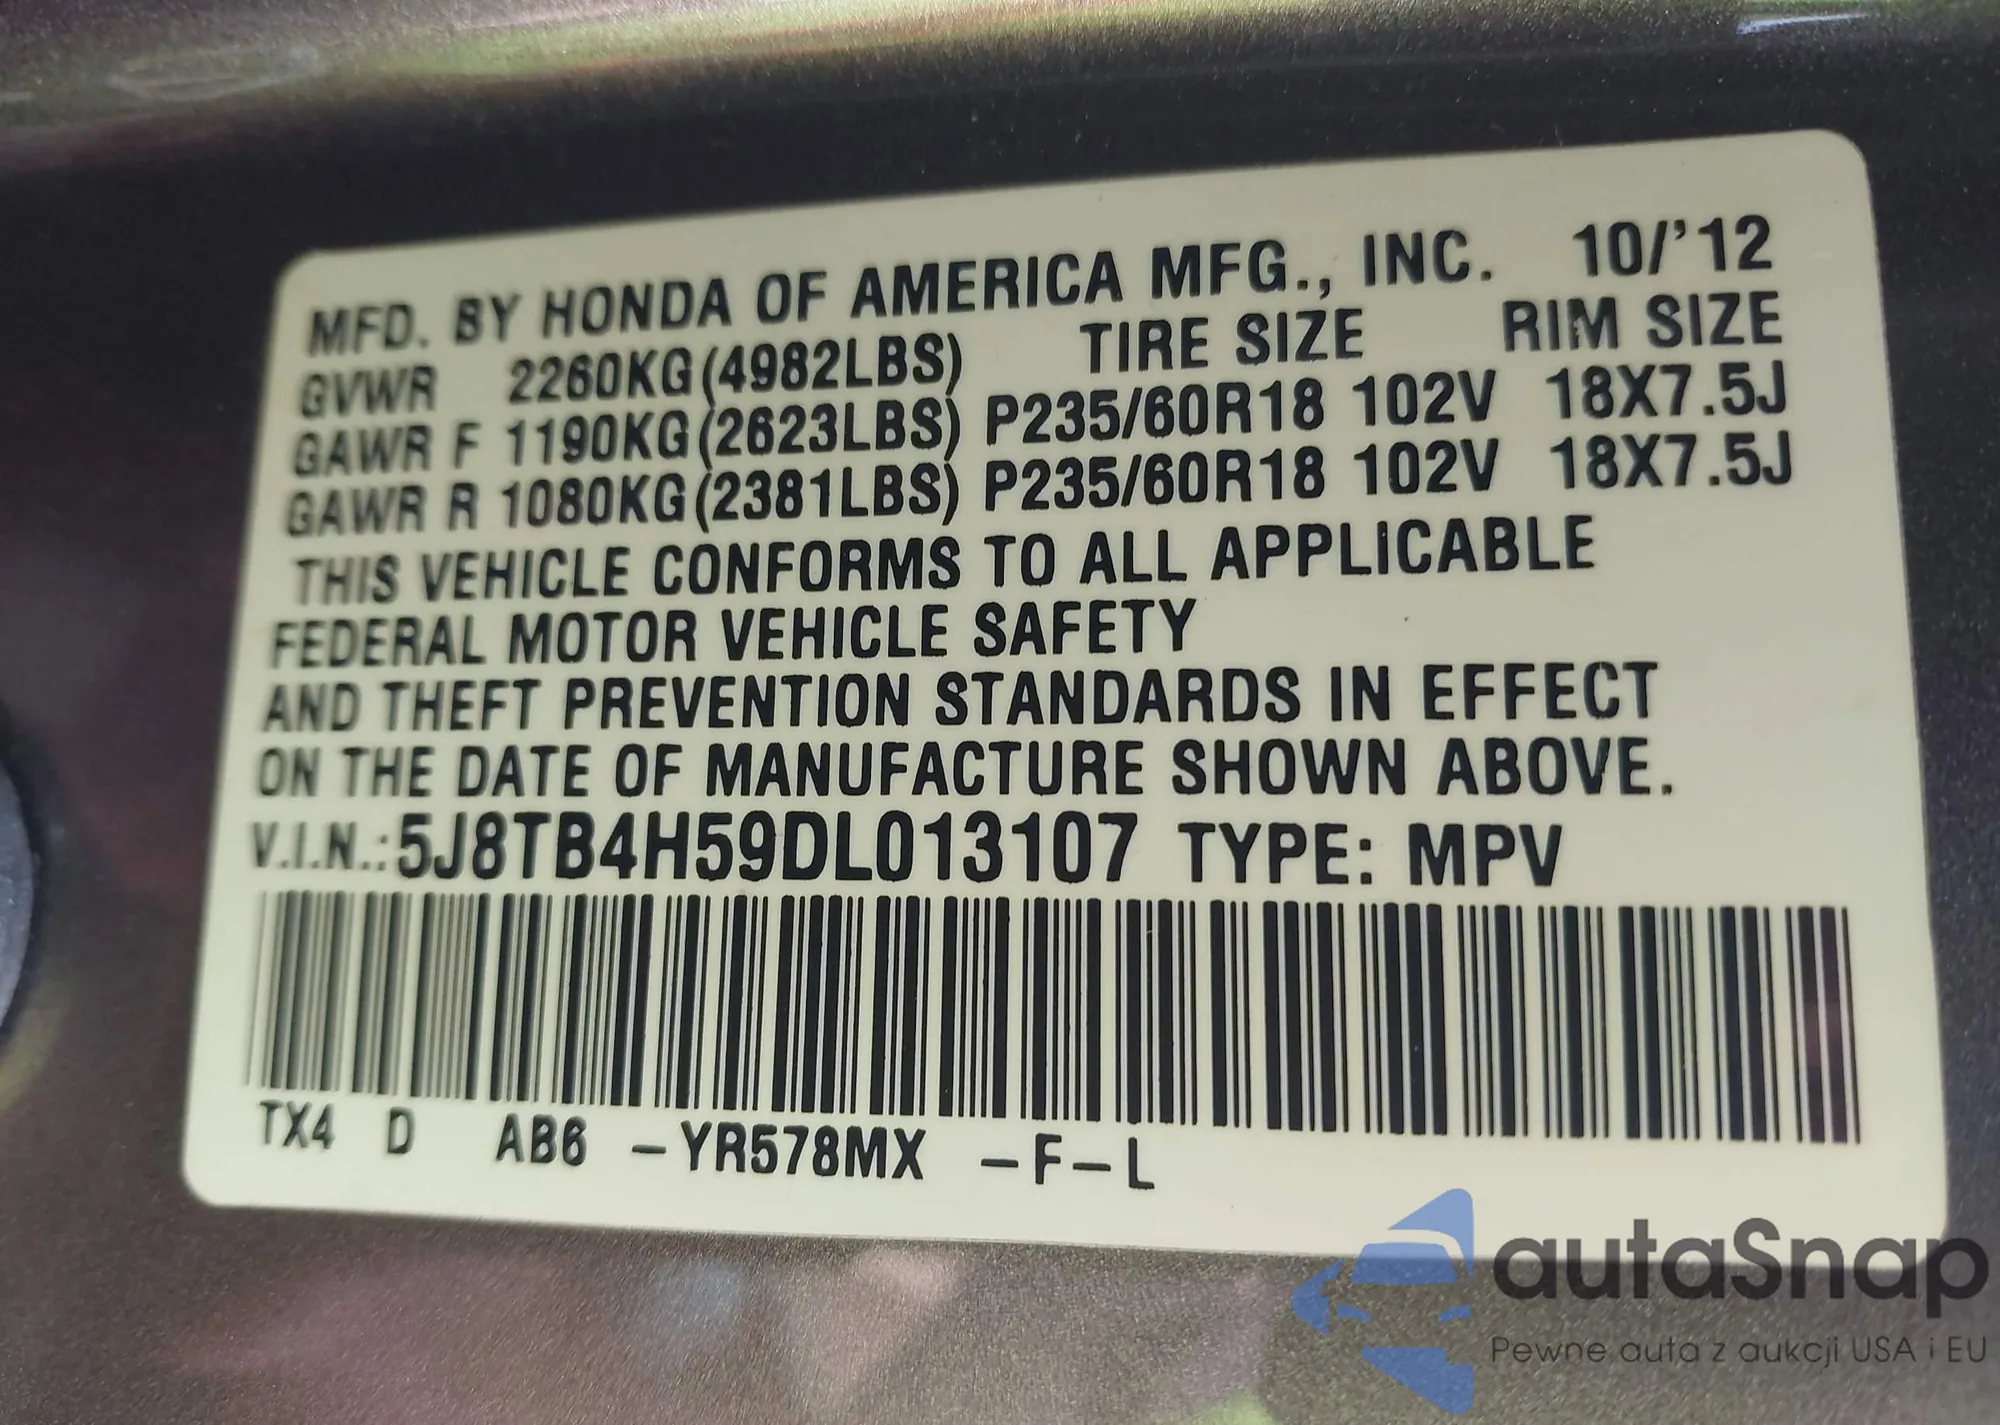 MFD. BY HONDA OF AMERICA MFG., INC. 10/'12
GVWR 2260KG(4982LBS) TIRE SIZE RIM SIZE
GAWR F 1190KG(2623LBS) P235/60R18 102V 18X7.5J
GAWR R 1080KG(2381LBS) P235/60R18 102V 18X7.5J
THIS VEHICLE CONFORMS TO ALL APPLICABLE
FEDERAL MOTOR VEHICLE SAFETY
AND THEFT PREVENTION STANDARDS IN EFFECT
ON THE DATE OF MANUFACTURE SHOWN ABOVE.
V.I.N.:5J8TB4H59DL013107 TYPE: MPV
TX4 D AB6 –YR578MX –F–L
autaSnap
Pewne auta z aukcji USA i EU